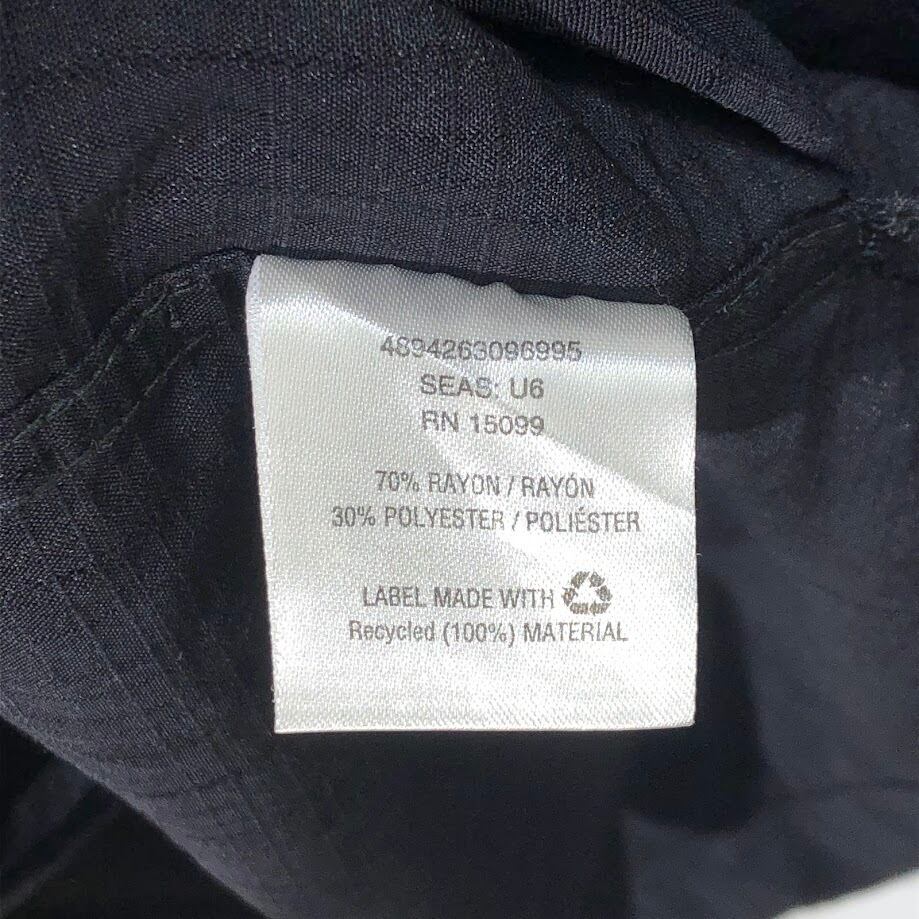 4894263096995
SEAS: U6
RN 15099
70% RAYON / RAYÓN
30% POLYESTER / POLIÉSTER
LABEL MADE WITH
Recycled (100%) MATERIAL